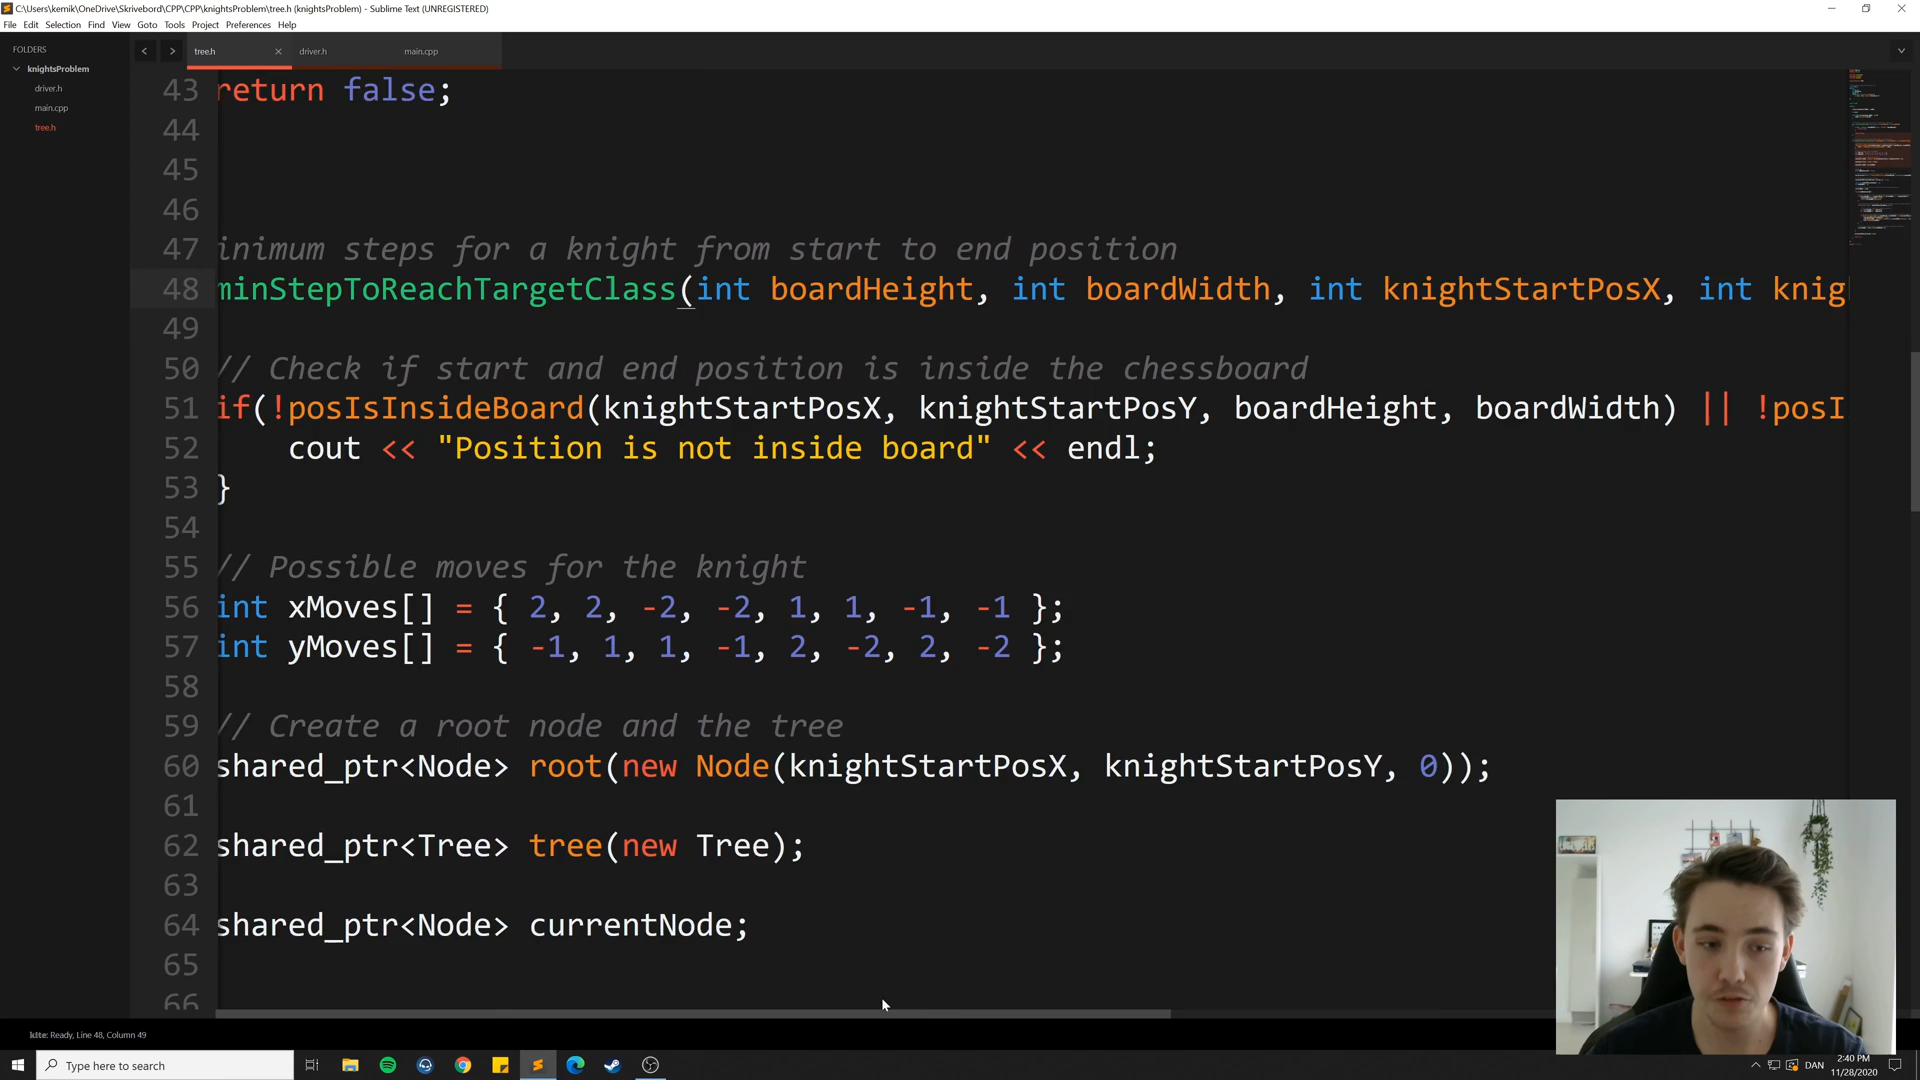 C:\Users\kemik\OneDrive\Skrivebord\CPP\CPP\knightsProblem\tree.h (knightsProblem) - Sublime Text (UNREGISTERED)
File Edit Selection Find View Goto Tools Project Preferences Help
FOLDERS
knightsProblem
driver.h
main.cpp
tree.h
tree.h driver.h main.cpp
43 return false;
44
45
46
47 inimum steps for a knight from start to end position
48 minStepToReachTargetClass(int boardHeight, int boardWidth, int knightStartPosX, int knig
49
50 // Check if start and end position is inside the chessboard
51 if(!posIsInsideBoard(knightStartPosX, knightStartPosY, boardHeight, boardWidth) || !posI
52 cout << "Position is not inside board" << endl;
53 }
54
55 // Possible moves for the knight
56 int xMoves[] = { 2, 2, -2, -2, 1, 1, -1, -1 };
57 int yMoves[] = { -1, 1, 1, -1, 2, -2, 2, -2 };
58
59 // Create a root node and the tree
60 shared_ptr<Node> root(new Node(knightStartPosX, knightStartPosY, 0));
61
62 shared_ptr<Tree> tree(new Tree);
63
64 shared_ptr<Node> currentNode;
65
66
Ready, Line 48, Column 49
Type here to search
DAN
2:40 PM
11/28/2020